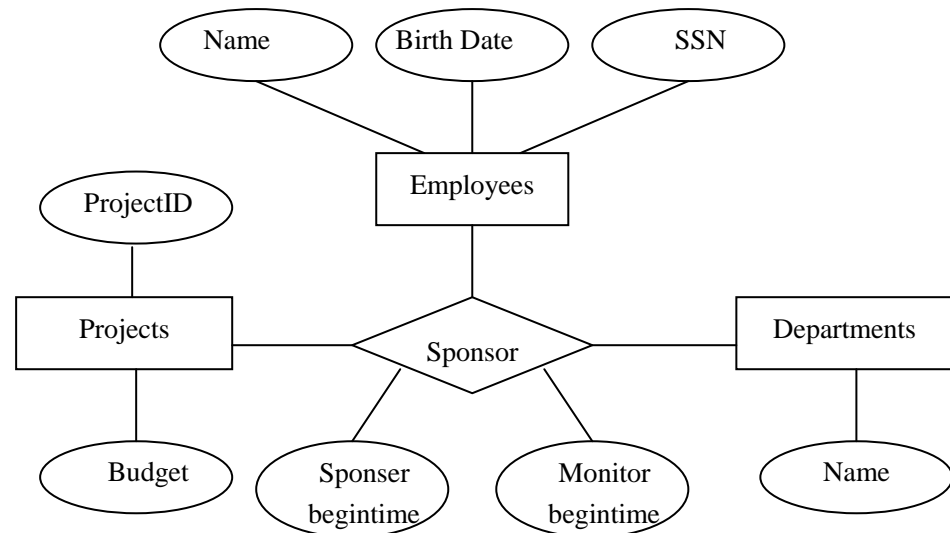 Name
Birth Date
SSN
Employees
ProjectID
Projects
Sponsor
Departments
Budget
Sponser
begintime
Monitor
begintime
Name